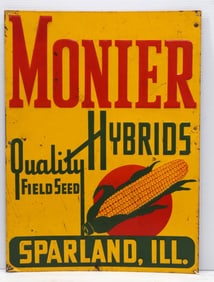 MONIER
HYBRIDS
Quality
FIELD SEED
SPARLAND, ILL.